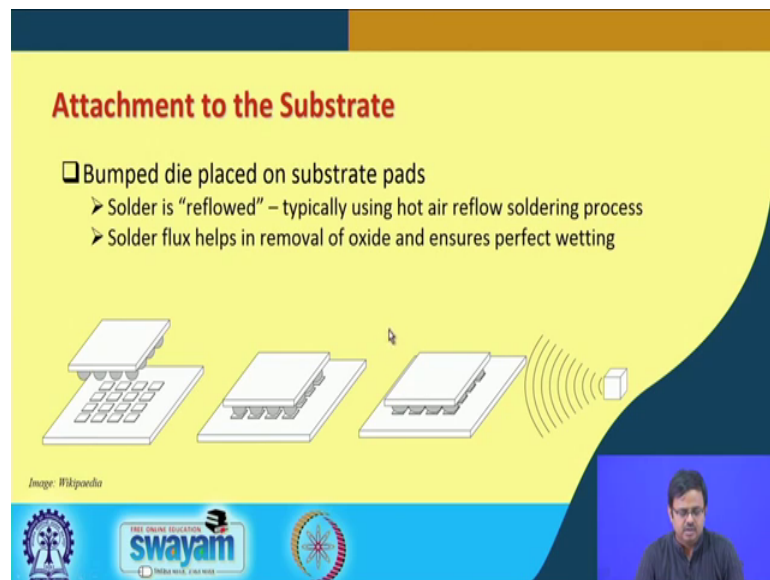 Attachment to the Substrate
❑ Bumped die placed on substrate pads
➤ Solder is “reflowed” – typically using hot air reflow soldering process
➤ Solder flux helps in removal of oxide and ensures perfect wetting
Image: Wikipaedia
FREE ONLINE EDUCATION
swayam